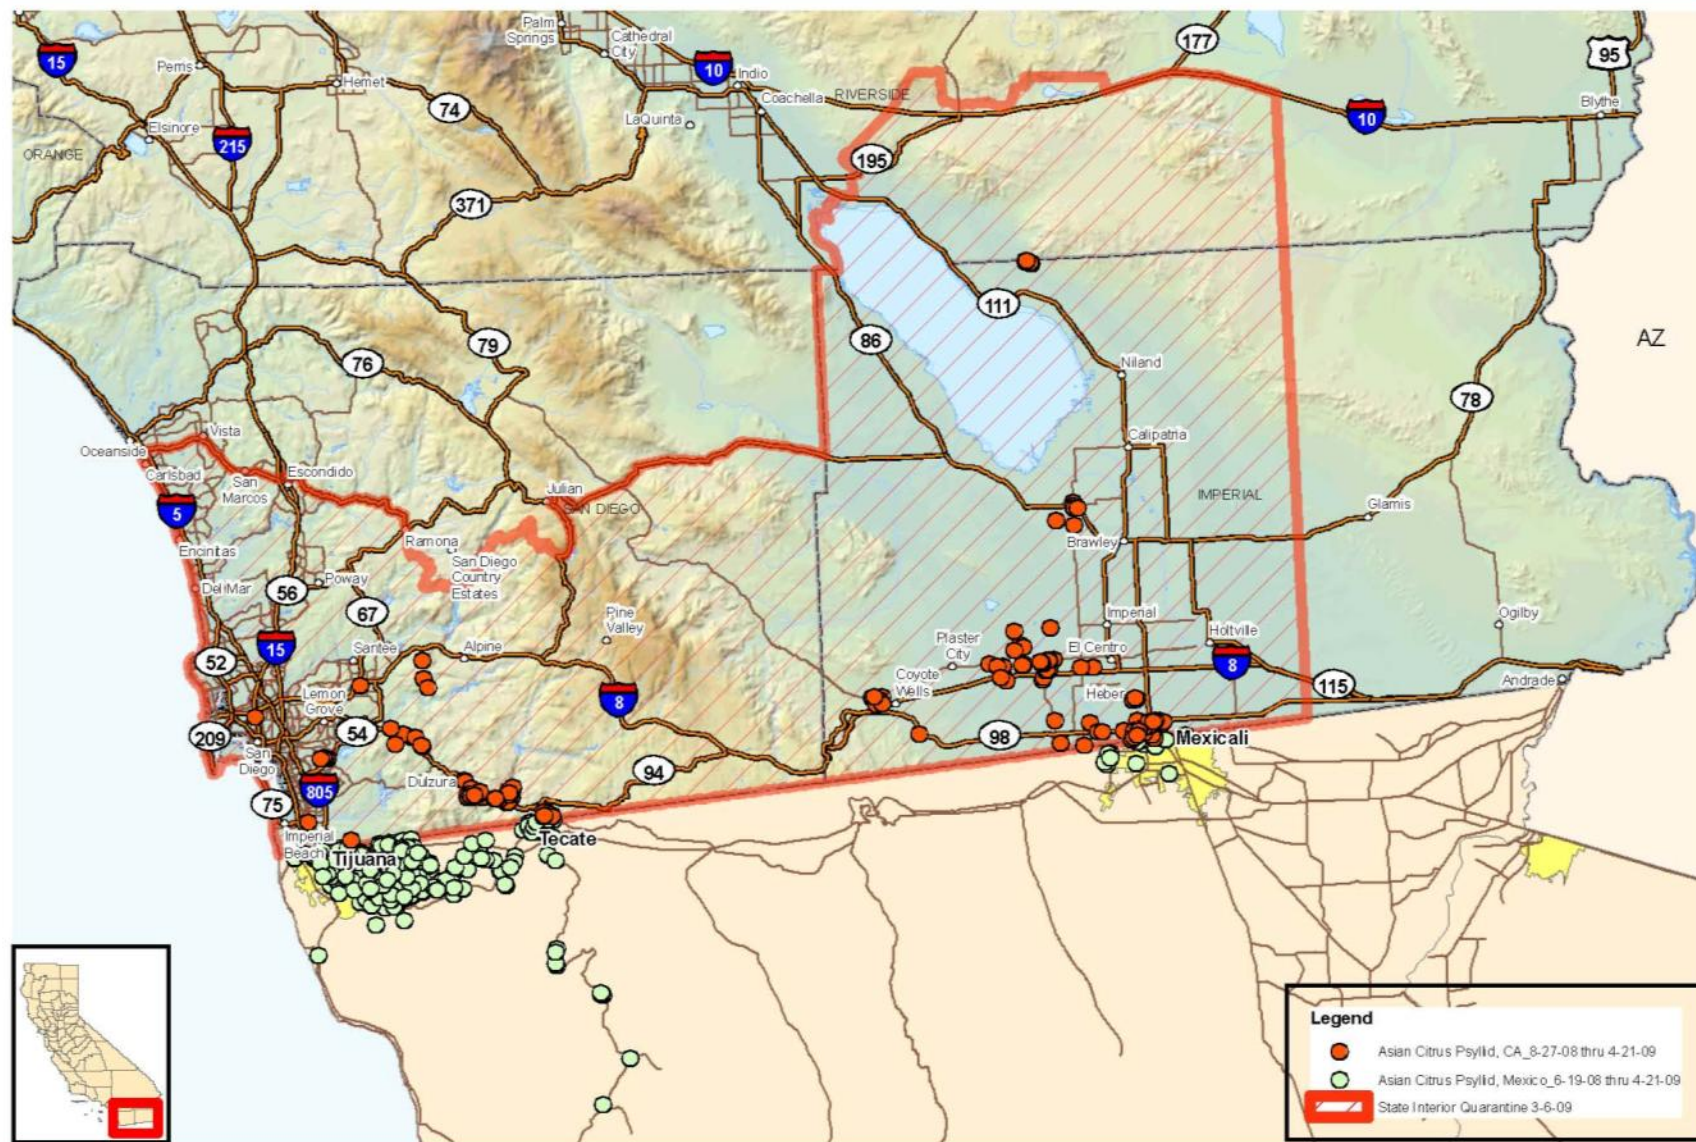 Palm
Springs
Cathedral
City
177
95
15
Perris
10
Indio
Hemet
Coachella
RIVERSIDE
Blythe
74
LaQuinta
10
Elsinore
215
ORANGE
195
371
111
86
AZ
79
76
Niland
78
Vista
Oceanside
Calipatria
Carlsbad
San
Marcos
Escondido
Julian
SAN DIEGO
IMPERIAL
Glamis
5
Ramona
Brawley
Encinitas
San Diego
Country
Estates
Del Mar
56
Poway
67
Pine
Valley
Imperial
Ogilby
15
Santee
Alpine
Plaster
City
El Centro
Holtville
52
8
Coyote
Wells
8
Andrade
Lemon
Grove
Heber
115
209
54
98
Mexicali
San
Diego
94
Dulzura
805
75
Imperial
Beach
Tecate
Tijuana
Legend
Asian Citrus Psyllid, CA_8-27-08 thru 4-21-09
Asian Citrus Psyllid, Mexico_6-19-08 thru 4-21-09
State Interior Quarantine 3-6-09